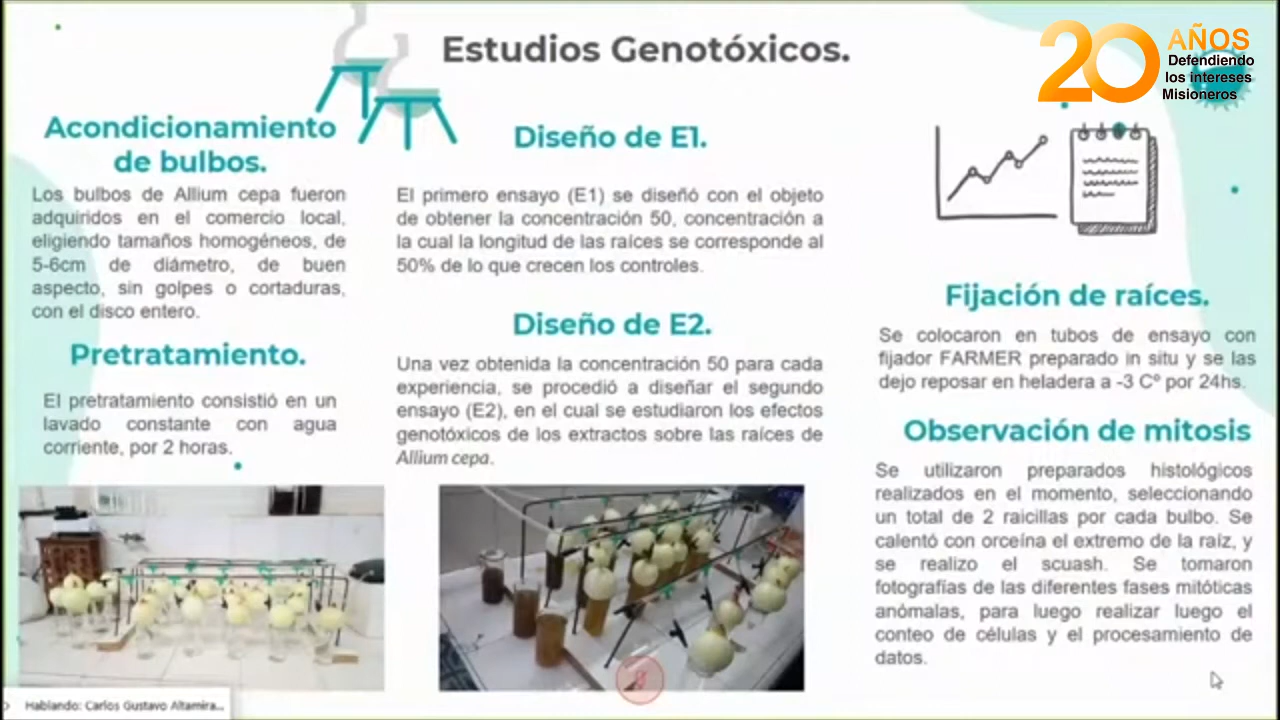 Estudios Genotóxicos.
20 AÑOS
Defendiendo
los intereses
Misioneros
Acondicionamiento
de bulbos.
Los bulbos de Allium cepa fueron
adquiridos en el comercio local,
eligiendo tamaños homogéneos, de
5-6cm de diámetro, de buen
aspecto, sin golpes o cortaduras,
con el disco entero.
Pretratamiento.
El pretratamiento consistió en un
lavado constante con agua
corriente, por 2 horas.
Diseño de E1.
El primero ensayo (E1) se diseñó con el objeto
de obtener la concentración 50, concentración a
la cual la longitud de las raíces se corresponde al
50% de lo que crecen los controles.
Diseño de E2.
Una vez obtenida la concentración 50 para cada
experiencia, se procedió a diseñar el segundo
ensayo (E2), en el cual se estudiaron los efectos
genotóxicos de los extractos sobre las raíces de
Allium cepa.
Fijación de raíces.
Se colocaron en tubos de ensayo con
fijador FARMER preparado in situ y se las
dejo reposar en heladera a -3 Cº por 24hs.
Observación de mitosis
Se utilizaron preparados histológicos
realizados en el momento, seleccionando
un total de 2 raicillas por cada bulbo. Se
calentó con orceína el extremo de la raíz, y
se realizo el scuash. Se tomaron
fotografías de las diferentes fases mitóticas
anómalas, para luego realizar luego el
conteo de células y el procesamiento de
datos.
Hablando: Carlos Gustavo Altamira...